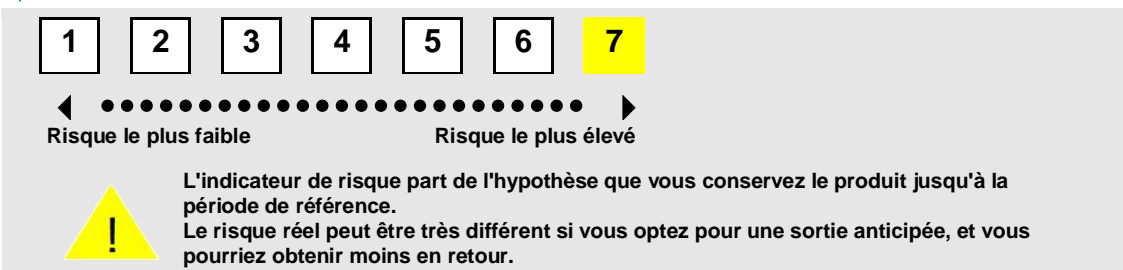 1 2 3 4 5 6 7
Risque le plus faible Risque le plus élevé
!
L'indicateur de risque part de l'hypothèse que vous conservez le produit jusqu'à la
période de référence.
Le risque réel peut être très différent si vous optez pour une sortie anticipée, et vous
pourriez obtenir moins en retour.